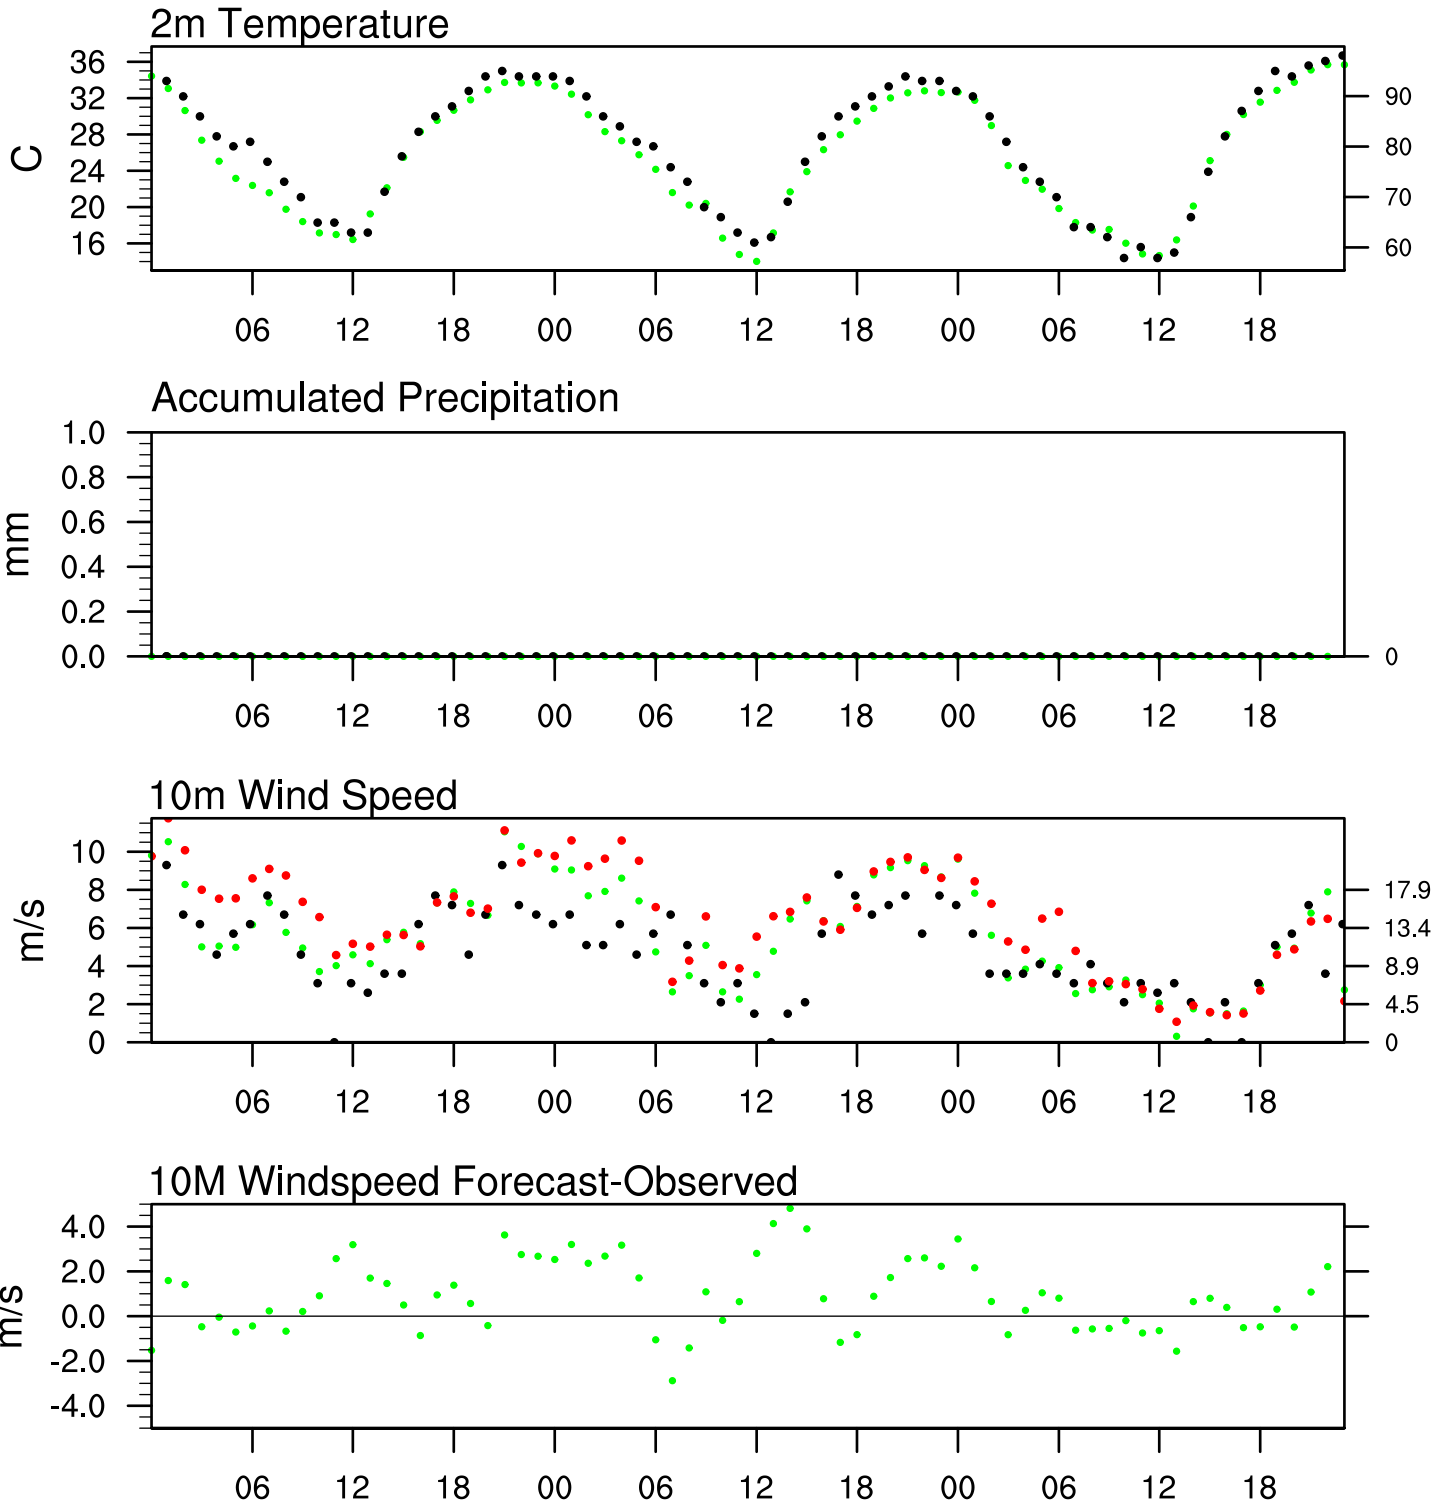 2m Temperature
36
32
28
24
20
16
C
90
80
70
60
06 12 18 00 06 12 18 00 06 12 18
Accumulated Precipitation
1.0
0.8
0.6
0.4
0.2
0.0
mm
0
06 12 18 00 06 12 18 00 06 12 18
10m Wind Speed
10
8
6
4
2
0
m/s
17.9
13.4
8.9
4.5
0
06 12 18 00 06 12 18 00 06 12 18
10M Windspeed Forecast-Observed
4.0
2.0
0.0
-2.0
-4.0
m/s
06 12 18 00 06 12 18 00 06 12 18